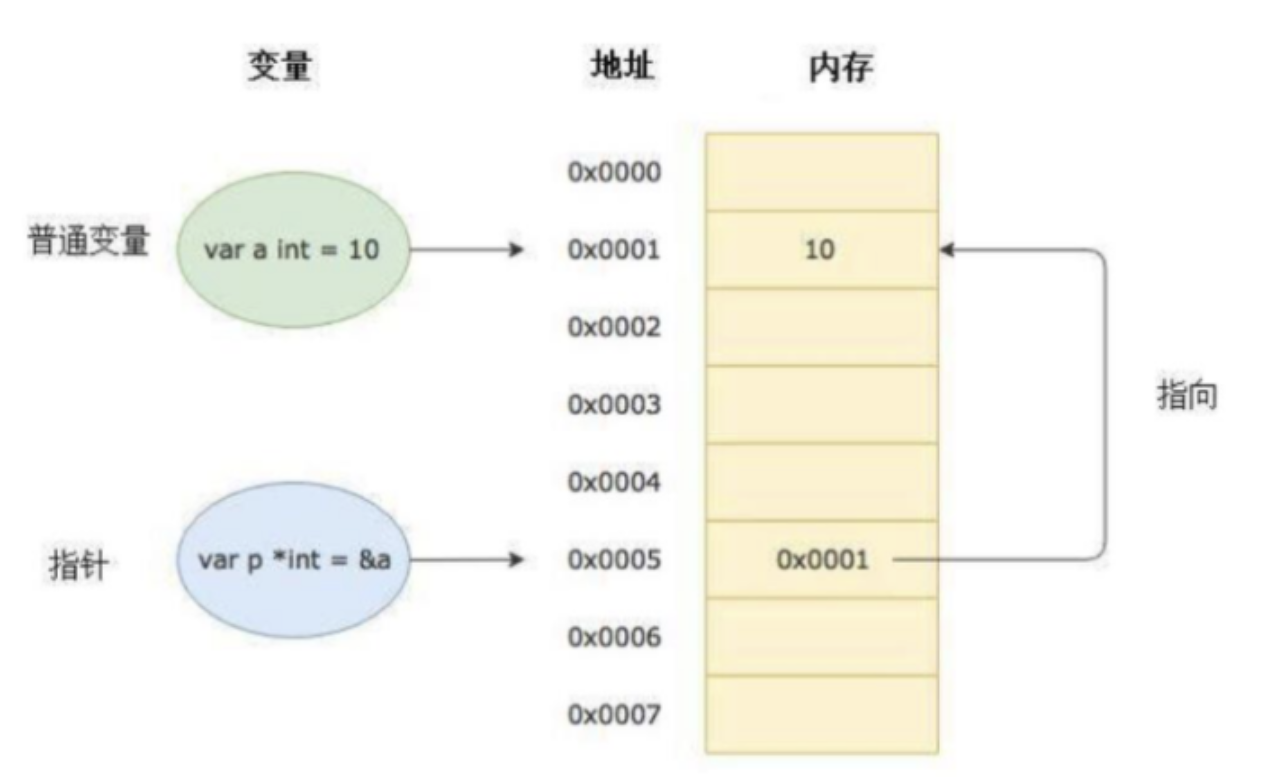 变量 地址 内存
0x0000
普通变量 var a int = 10 0x0001 10
0x0002
0x0003
指向
0x0004
指针 var p *int = &a 0x0005 0x0001
0x0006
0x0007